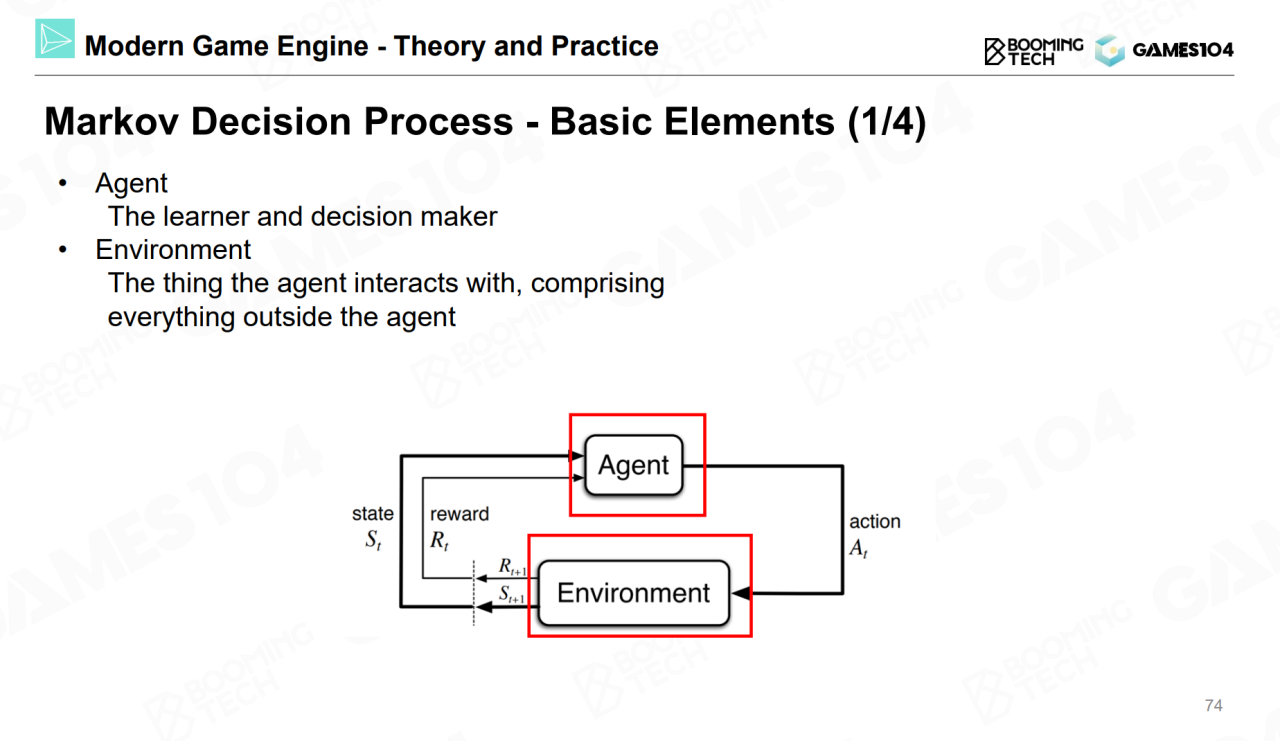 Modern Game Engine - Theory and Practice
BOOMING
TECH
GAMES104
Markov Decision Process - Basic Elements (1/4)
• Agent
The learner and decision maker
• Environment
The thing the agent interacts with, comprising
everything outside the agent
Agent
state
S_t
reward
R_t
action
A_t
R_{t+1}
S_{t+1}
Environment
74